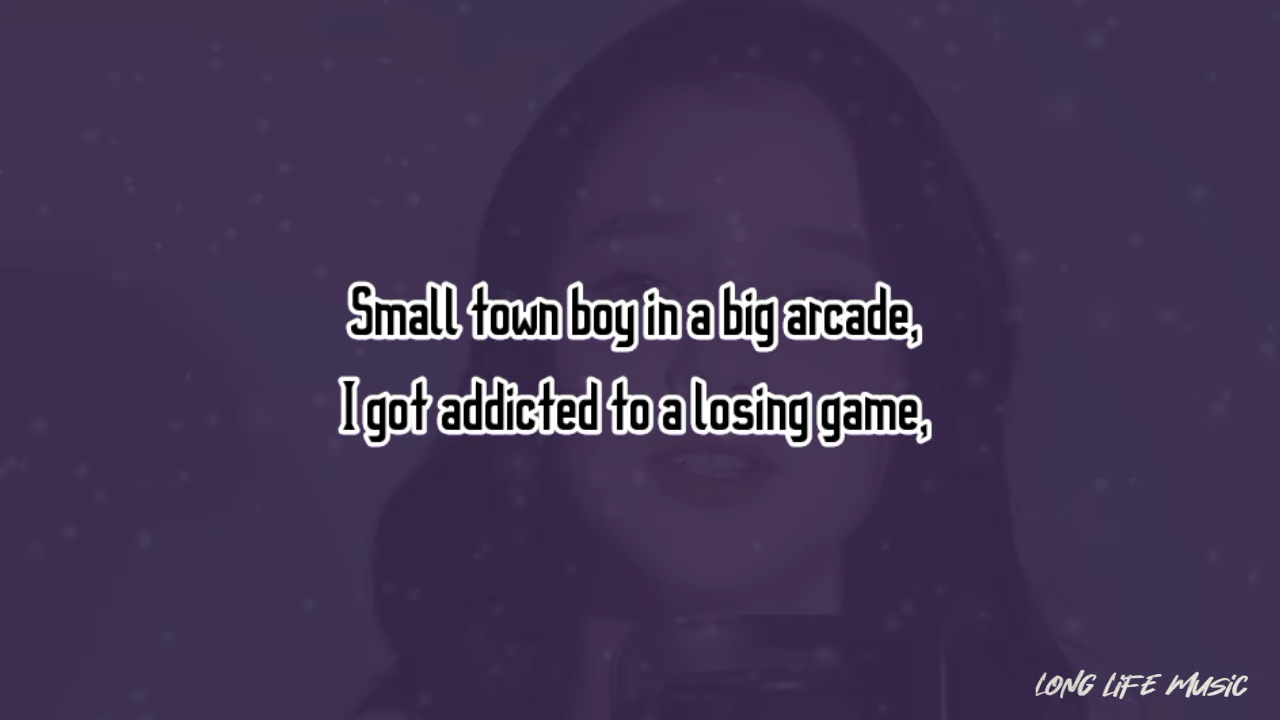 Small town boy in a big arcade,
I got addicted to a losing game,
LONG LIFE MUSIC